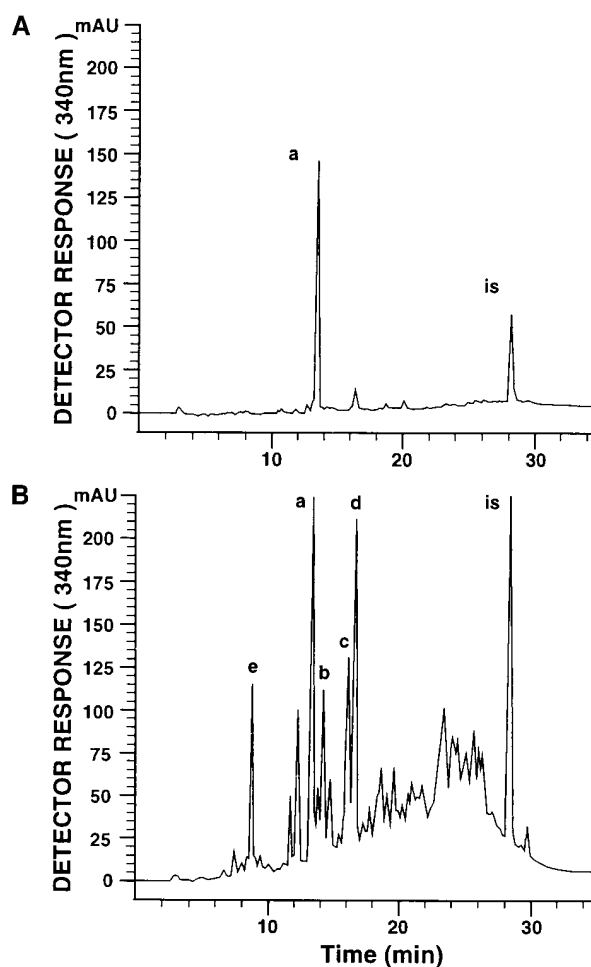 A
mAU
DETECTOR RESPONSE ( 340nm)
200
175
150
125
100
75
50
25
0
a
is
10
20
30
B
mAU
DETECTOR RESPONSE ( 340nm)
200
175
150
125
100
75
50
25
0
e
a
b
c
d
is
10
20
30
Time (min)